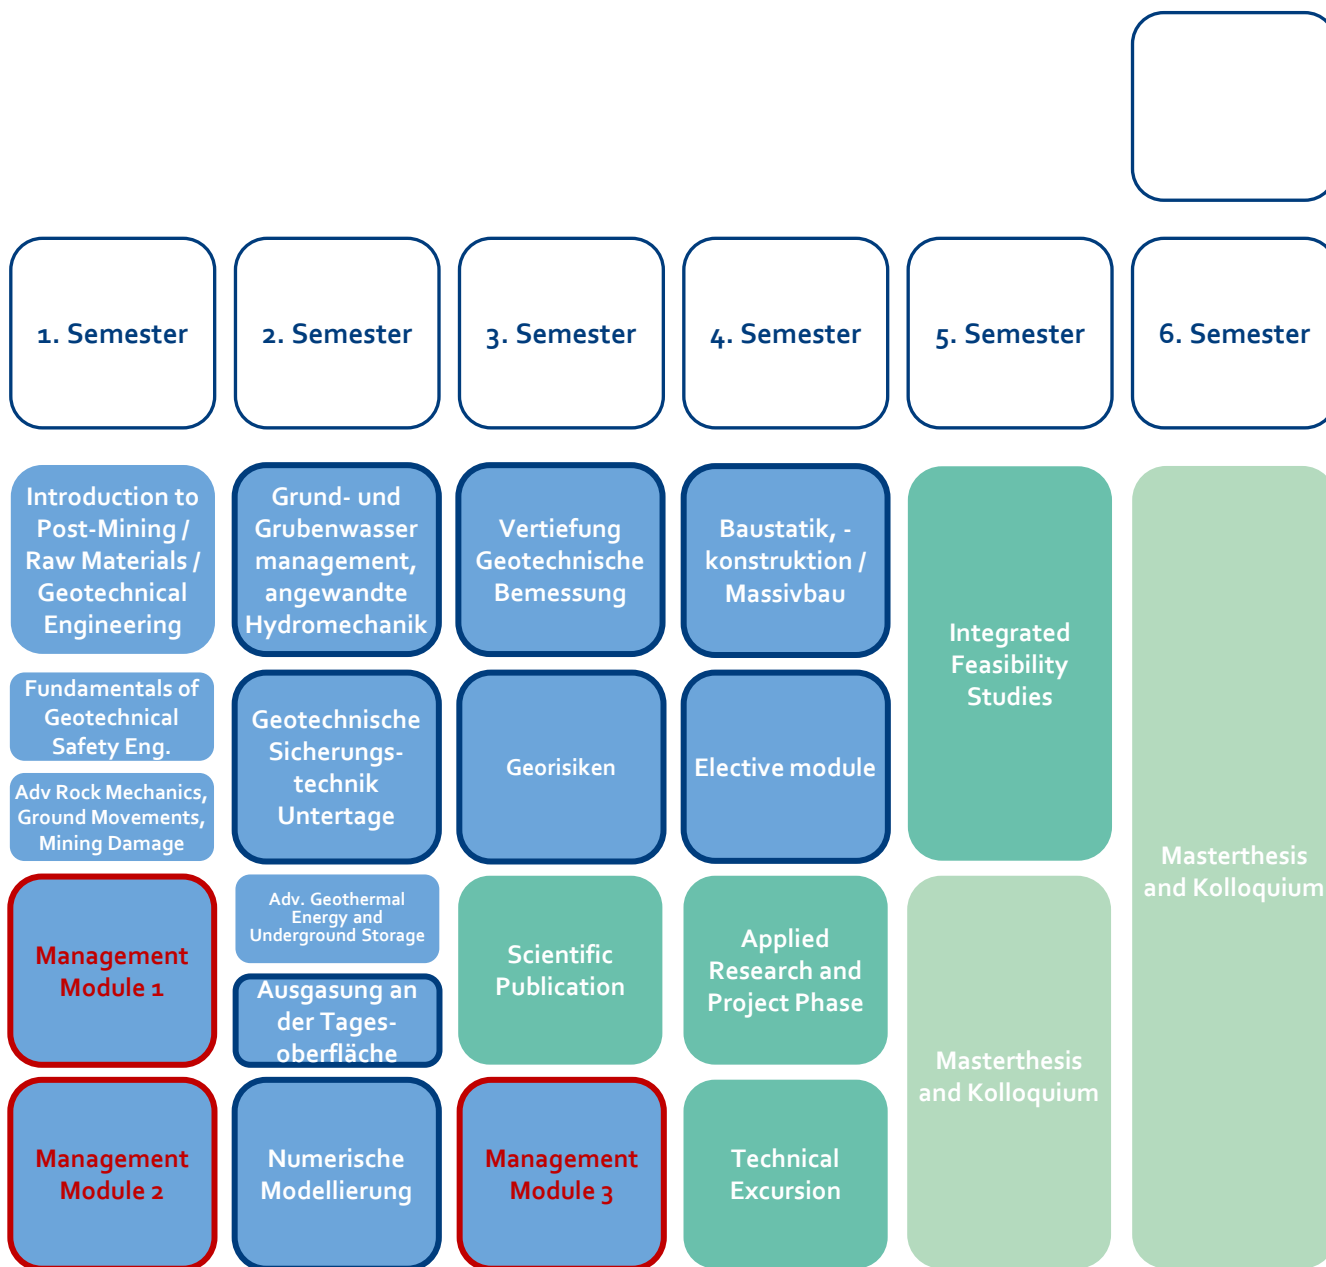 1. Semester
2. Semester
3. Semester
4. Semester
5. Semester
6. Semester
Introduction to
Post-Mining /
Raw Materials /
Geotechnical
Engineering
Fundamentals of
Geotechnical
Safety Eng.
Adv Rock Mechanics,
Ground Movements,
Mining Damage
Management
Module 1
Management
Module 2
Grund- und
Grubenwasser
management,
angewandte
Hydromechanik
Geotechnische
Sicherungs-
technik
Untertage
Adv. Geothermal
Energy and
Underground Storage
Ausgasung an
der Tages-
oberfläche
Numerische
Modellierung
Vertiefung
Geotechnische
Bemessung
Georisiken
Scientific
Publication
Management
Module 3
Baustatik, -
konstruktion /
Massivbau
Elective module
Applied
Research and
Project Phase
Technical
Excursion
Integrated
Feasibility
Studies
Masterthesis
and Kolloquium
Masterthesis
and Kolloquium